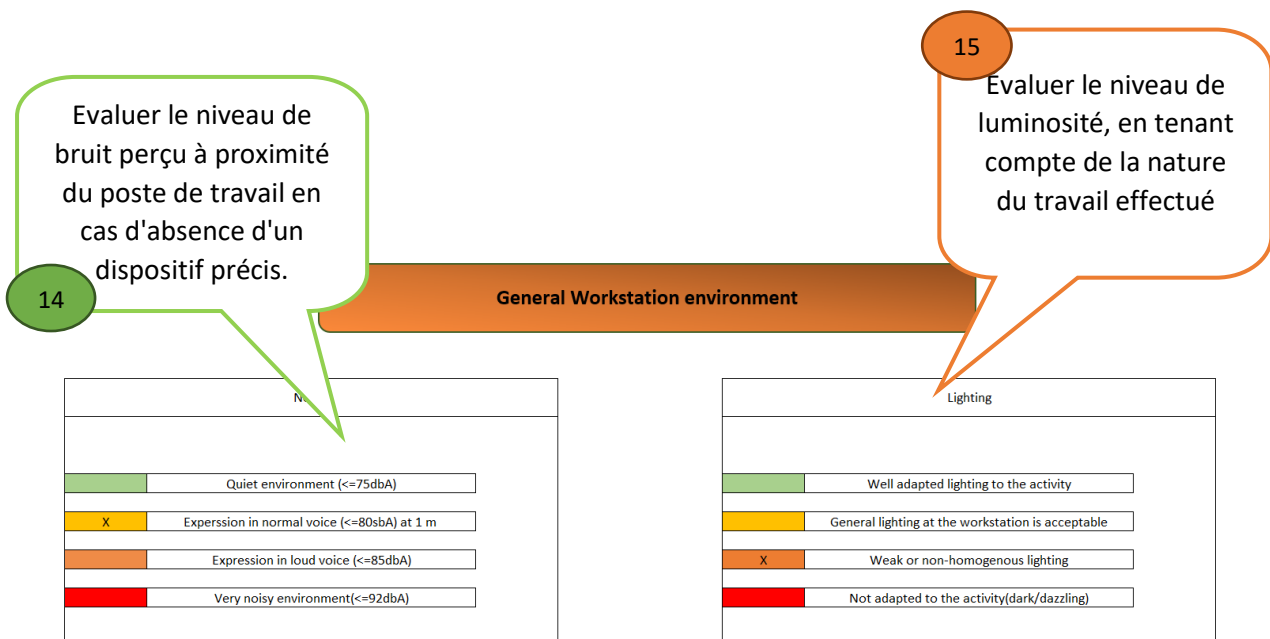 15
Evaluer le niveau de
luminosité, en tenant
compte de la nature
du travail effectué
Evaluer le niveau de
bruit perçu à proximité
du poste de travail en
cas d'absence d'un
dispositif précis.
14
General Workstation environment
Lighting
Quiet environment (<=75dbA)
X Experssion in normal voice (<=80sbA) at 1 m
Expression in loud voice (<=85dbA)
Very noisy environment(<=92dbA)
Well adapted lighting to the activity
General lighting at the workstation is acceptable
X Weak or non-homogenous lighting
Not adapted to the activity(dark/dazzling)